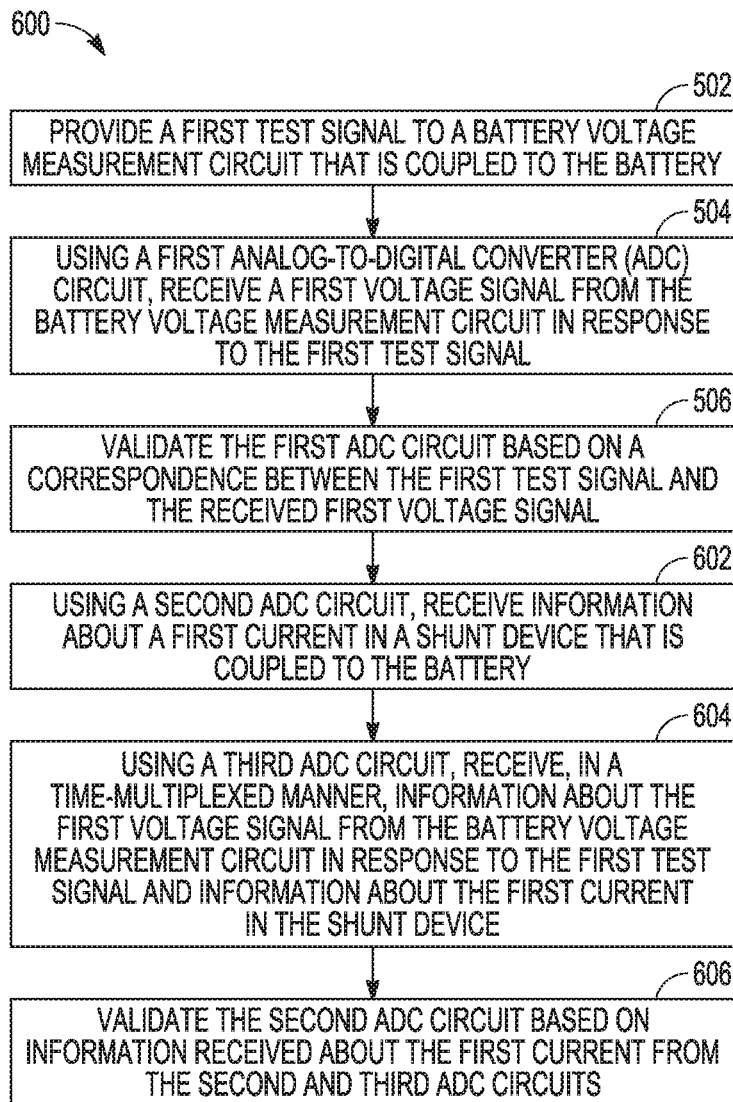 600
502
PROVIDE A FIRST TEST SIGNAL TO A BATTERY VOLTAGE
MEASUREMENT CIRCUIT THAT IS COUPLED TO THE BATTERY
504
USING A FIRST ANALOG-TO-DIGITAL CONVERTER (ADC)
CIRCUIT, RECEIVE A FIRST VOLTAGE SIGNAL FROM THE
BATTERY VOLTAGE MEASUREMENT CIRCUIT IN RESPONSE
TO THE FIRST TEST SIGNAL
506
VALIDATE THE FIRST ADC CIRCUIT BASED ON A
CORRESPONDENCE BETWEEN THE FIRST TEST SIGNAL AND
THE RECEIVED FIRST VOLTAGE SIGNAL
602
USING A SECOND ADC CIRCUIT, RECEIVE INFORMATION
ABOUT A FIRST CURRENT IN A SHUNT DEVICE THAT IS
COUPLED TO THE BATTERY
604
USING A THIRD ADC CIRCUIT, RECEIVE, IN A
TIME-MULTIPLEXED MANNER, INFORMATION ABOUT THE
FIRST VOLTAGE SIGNAL FROM THE BATTERY VOLTAGE
MEASUREMENT CIRCUIT IN RESPONSE TO THE FIRST TEST
SIGNAL AND INFORMATION ABOUT THE FIRST CURRENT
IN THE SHUNT DEVICE
606
VALIDATE THE SECOND ADC CIRCUIT BASED ON
INFORMATION RECEIVED ABOUT THE FIRST CURRENT FROM
THE SECOND AND THIRD ADC CIRCUITS